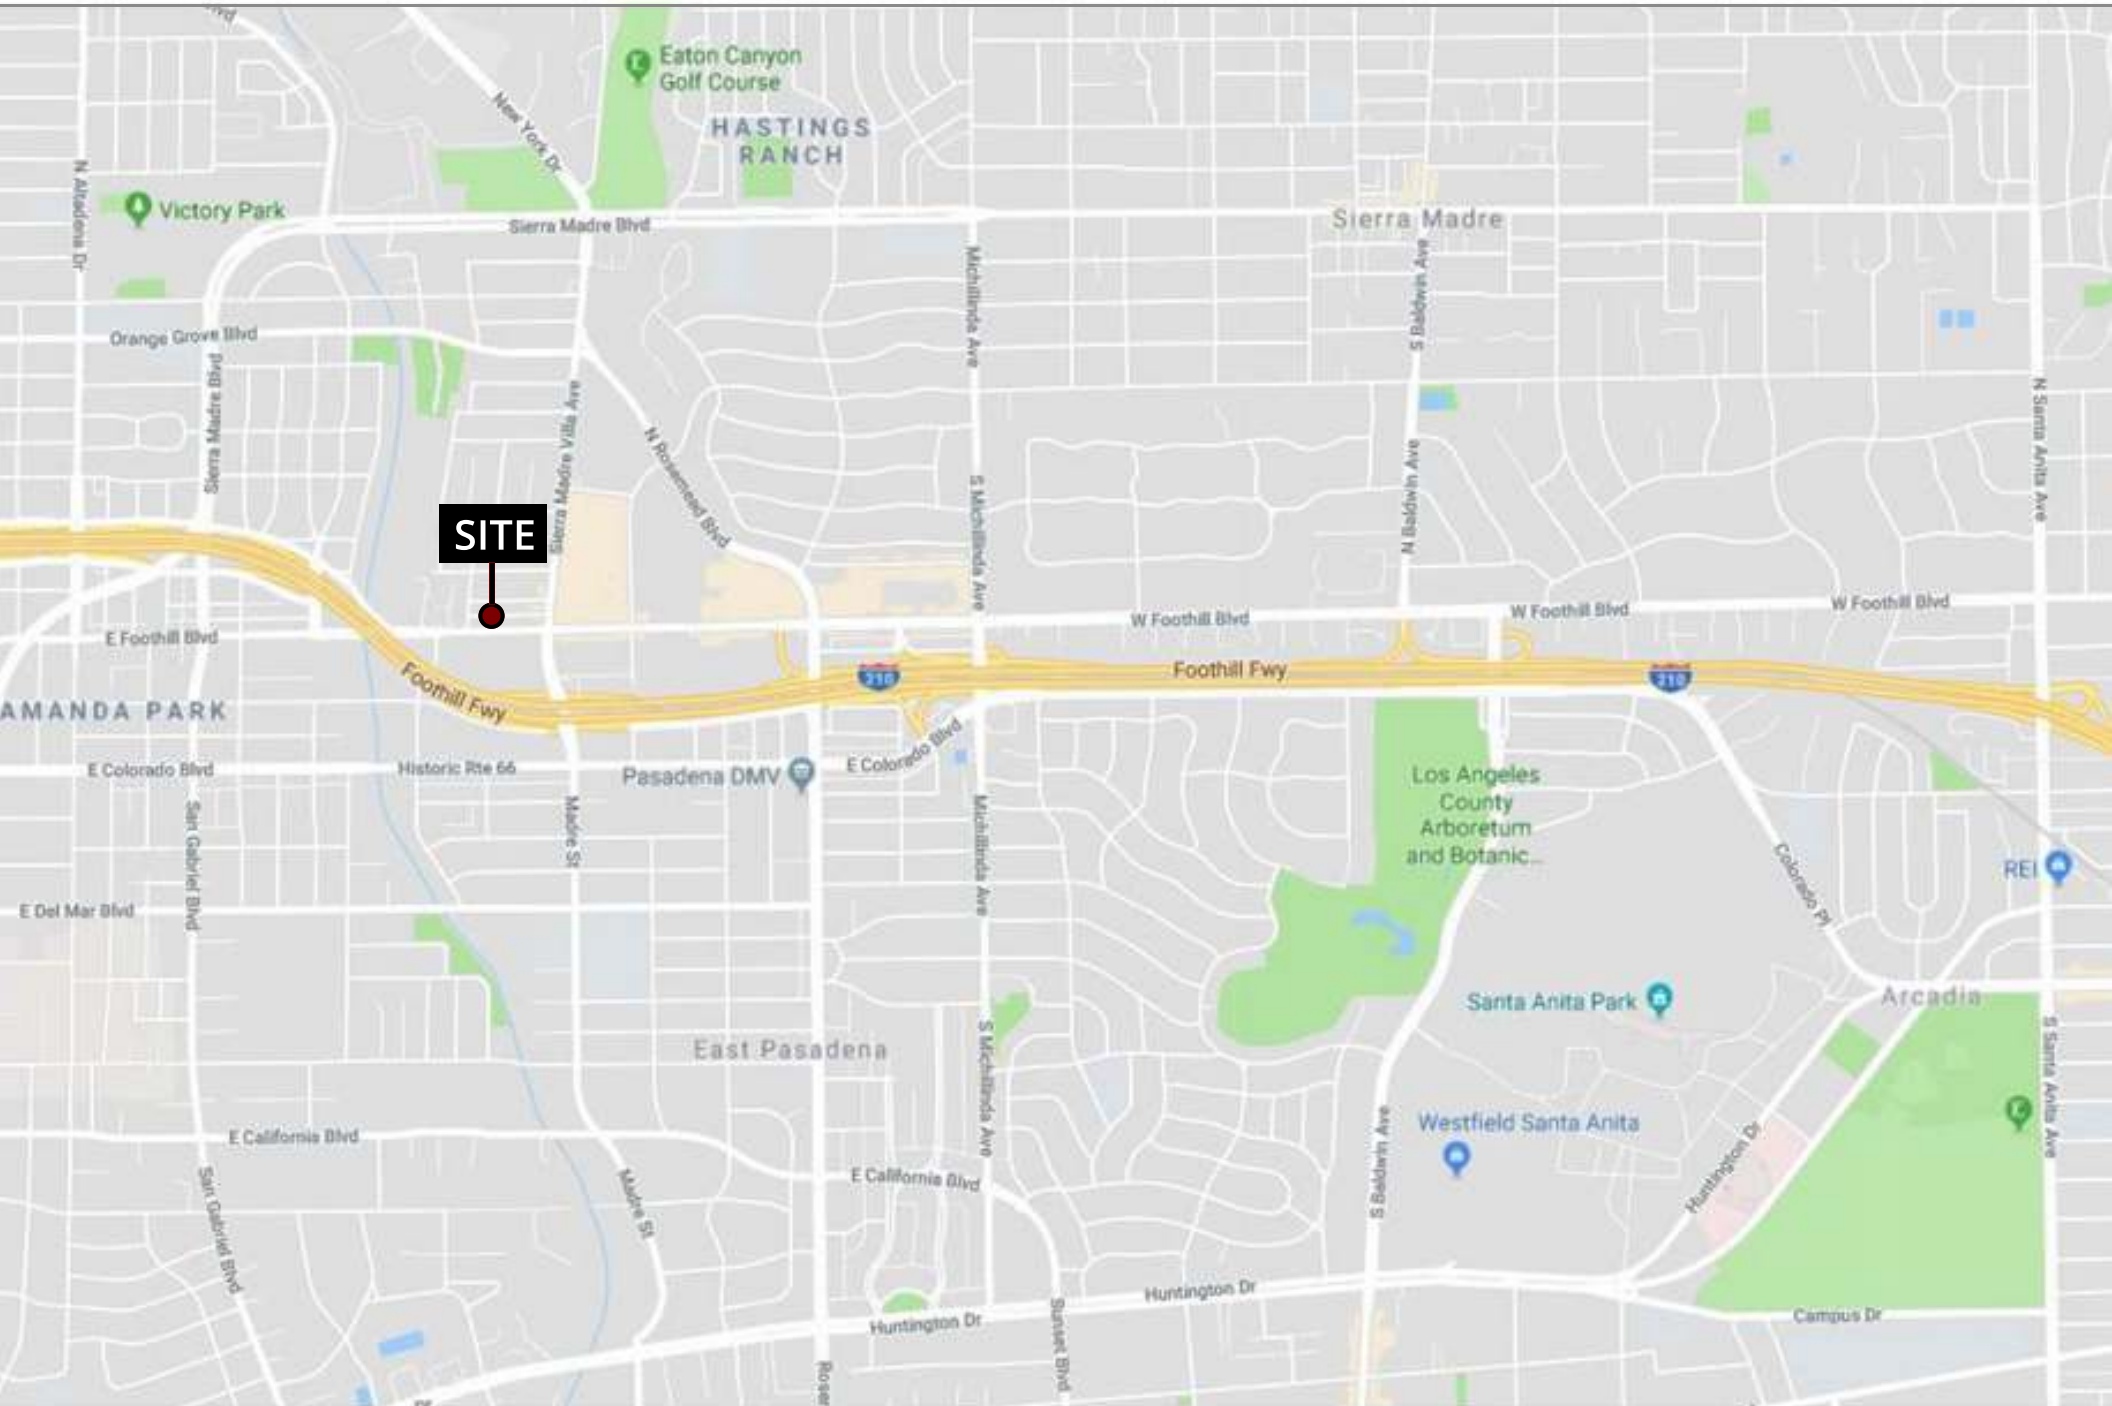 Eaton Canyon
Golf Course
New York Dr
HASTINGS
RANCH
N Altadena Dr
Victory Park
Sierra Madre Blvd
Sierra Madre
Michillinda Ave
S Baldwin Ave
Orange Grove Blvd
Sierra Madre Blvd
Sierra Madre Villa Ave
N Rosemead Blvd
N Santa Anita Ave
N Baldwin Ave
S Michillinda Ave
SITE
E Foothill Blvd
W Foothill Blvd
W Foothill Blvd
W Foothill Blvd
Foothill Fwy
210
Foothill Fwy
210
AMANDA PARK
E Colorado Blvd
Historic Rte 66
Pasadena DMV
E Colorado Blvd
Los Angeles
County
Arboretum
and Botanic...
San Gabriel Blvd
Madre St
Michillinda Ave
Colorado Pl
REI
E Del Mar Blvd
Santa Anita Park
Arcadia
East Pasadena
S Michillinda Ave
S Santa Anita Ave
E California Blvd
Westfield Santa Anita
S Baldwin Ave
Huntington Dr
San Gabriel Blvd
Madre St
E California Blvd
Huntington Dr
Huntington Dr
Campus Dr
Sunset Blvd